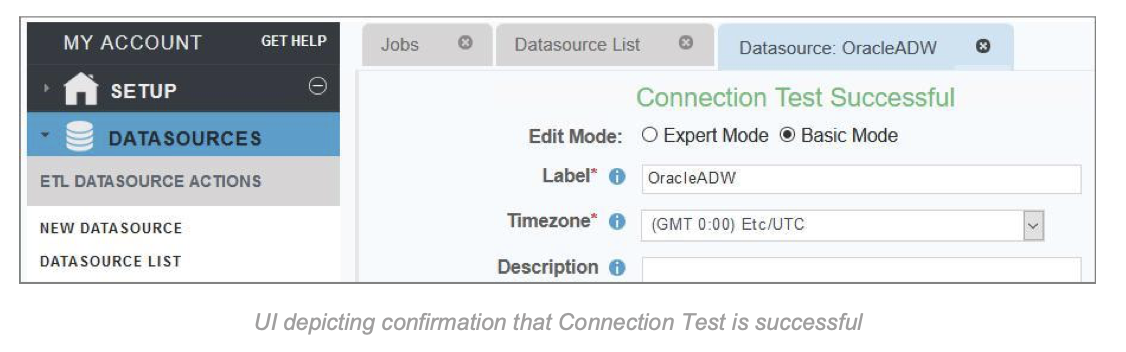 MY ACCOUNT GET HELP
SETUP
DATASOURCES
ETL DATASOURCE ACTIONS
NEW DATASOURCE
DATASOURCE LIST
Jobs Datasource List Datasource: OracleADW
Connection Test Successful
Edit Mode: Expert Mode Basic Mode
Label* OracleADW
Timezone* (GMT 0:00) Etc/UTC
Description
UI depicting confirmation that Connection Test is successful